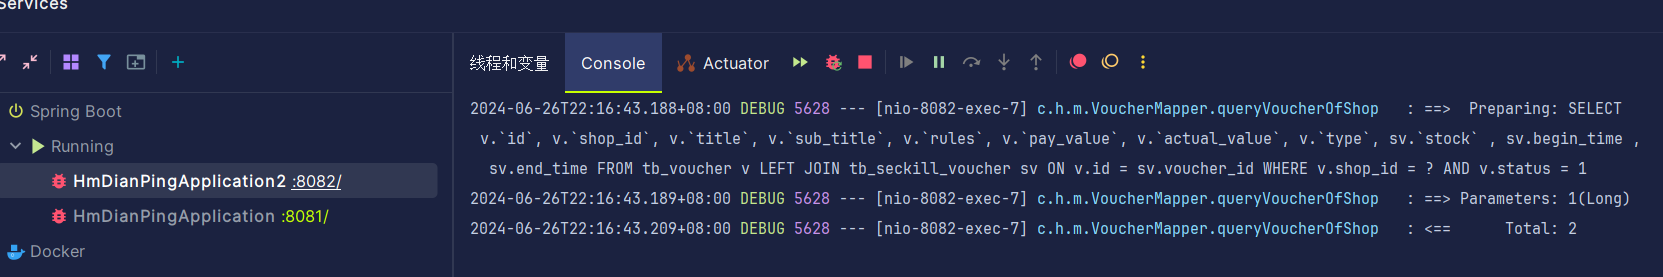 Services
线程和变量 Console Actuator
Spring Boot
Running
HmDianPingApplication2 :8082/
HmDianPingApplication :8081/
Docker
2024-06-26T22:16:43.188+08:00 DEBUG 5628 --- [nio-8082-exec-7] c.h.m.VoucherMapper.queryVoucherOfShop : ==> Preparing: SELECT
v.`id`, v.`shop_id`, v.`title`, v.`sub_title`, v.`rules`, v.`pay_value`, v.`actual_value`, v.`type`, sv.`stock` , sv.begin_time ,
sv.end_time FROM tb_voucher v LEFT JOIN tb_seckill_voucher sv ON v.id = sv.voucher_id WHERE v.shop_id = ? AND v.status = 1
2024-06-26T22:16:43.189+08:00 DEBUG 5628 --- [nio-8082-exec-7] c.h.m.VoucherMapper.queryVoucherOfShop : ==> Parameters: 1(Long)
2024-06-26T22:16:43.209+08:00 DEBUG 5628 --- [nio-8082-exec-7] c.h.m.VoucherMapper.queryVoucherOfShop : <== Total: 2